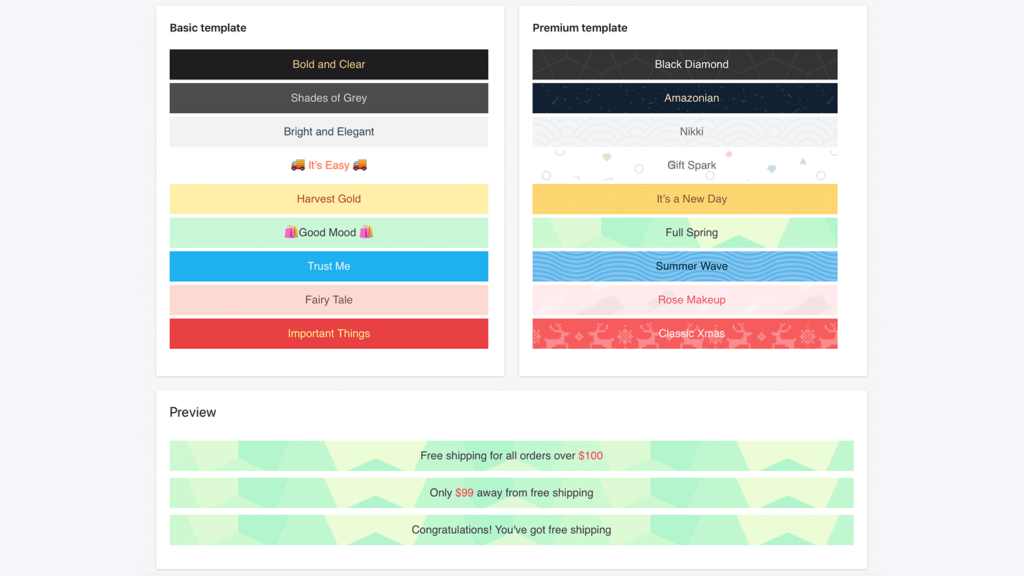 Basic template
Bold and Clear
Shades of Grey
Bright and Elegant
🚚 It's Easy 🚚
Harvest Gold
🛍️Good Mood 🛍️
Trust Me
Fairy Tale
Important Things
Premium template
Black Diamond
Amazonian
Nikki
Gift Spark
It's a New Day
Full Spring
Summer Wave
Rose Makeup
Classic Xmas
Preview
Free shipping for all orders over $100
Only $99 away from free shipping
Congratulations! You've got free shipping